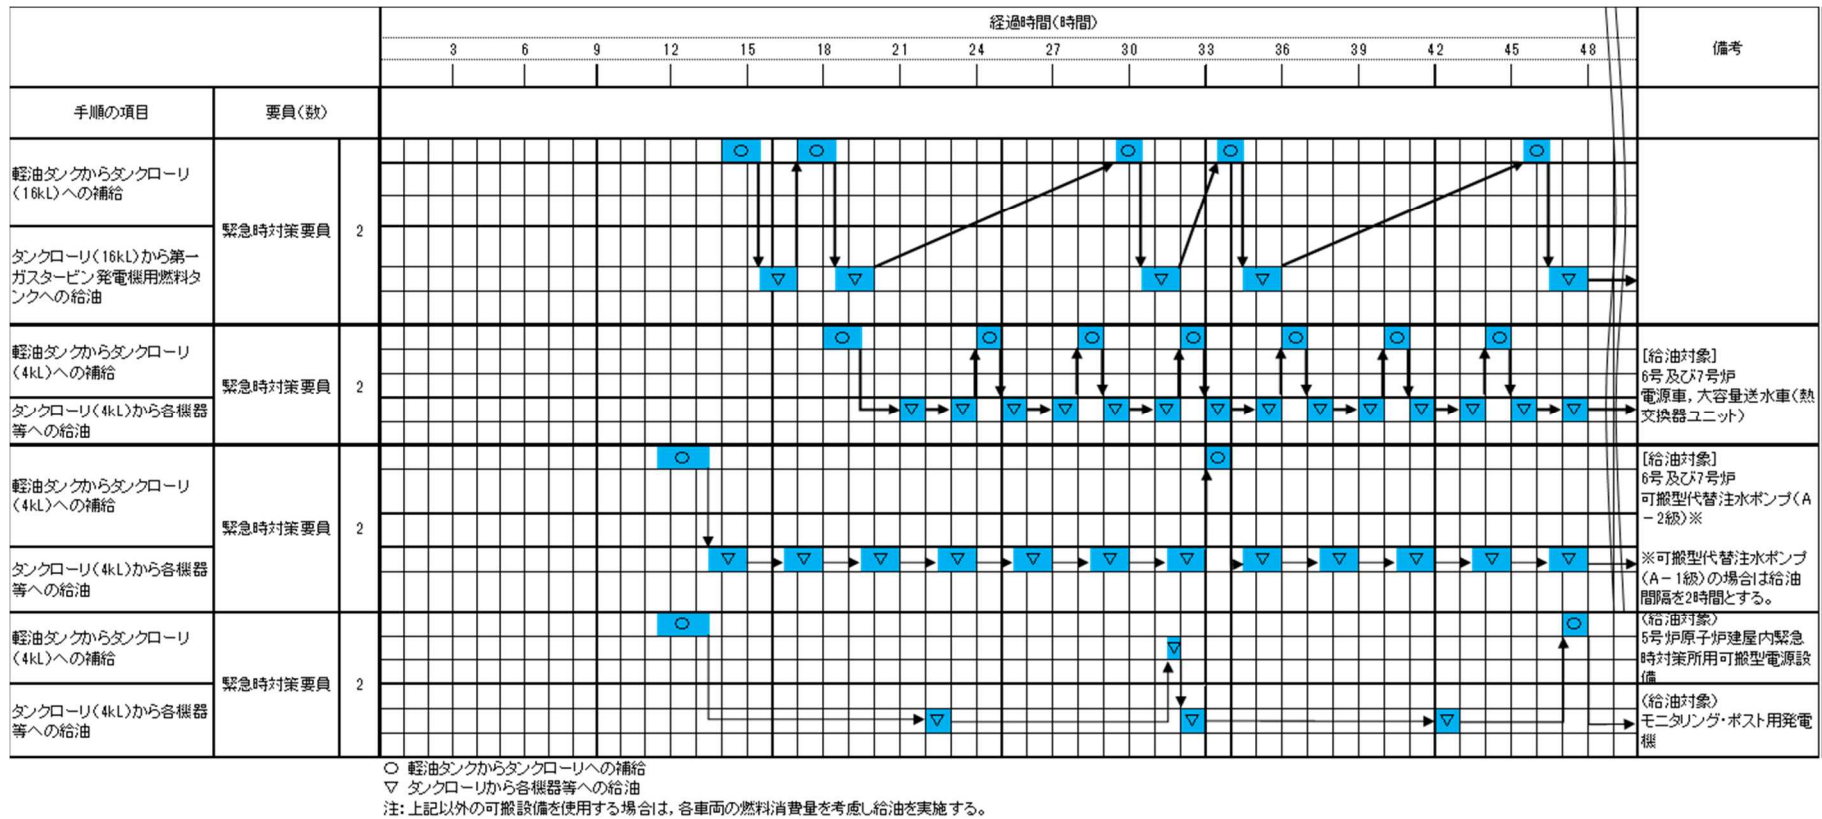 経過時間(時間)
3 6 9 12 15 18 21 24 27 30 33 36 39 42 45 48
備考
手順の項目
要員(数)
軽油タンクからタンクローリ
(16kL)への補給
タンクローリ(16kL)から第一
ガスタービン発電機用燃料タ
ンクへの給油
緊急時対策要員
2
軽油タンクからタンクローリ
(4kL)への補給
タンクローリ(4kL)から各機器
等への給油
緊急時対策要員
2
[給油対象]
6号及び7号炉
電源車,大容量送水車(熱
交換器ユニット)
軽油タンクからタンクローリ
(4kL)への補給
タンクローリ(4kL)から各機器
等への給油
緊急時対策要員
2
[給油対象]
6号及び7号炉
可搬型代替注水ポンプ(A
-2級)※
※可搬型代替注水ポンプ
(A-1級)の場合は給油
間隔を2時間とする。
軽油タンクからタンクローリ
(4kL)への補給
タンクローリ(4kL)から各機器
等への給油
緊急時対策要員
2
(給油対象)
5号炉原子炉建屋内緊急
時対策所用可搬型電源設
備
(給油対象)
モニタリング・ポスト用発電
機
○ 軽油タンクからタンクローリへの補給
▽ タンクローリから各機器等への給油
注:上記以外の可搬設備を使用する場合は,各車両の燃料消費量を考慮し給油を実施する。